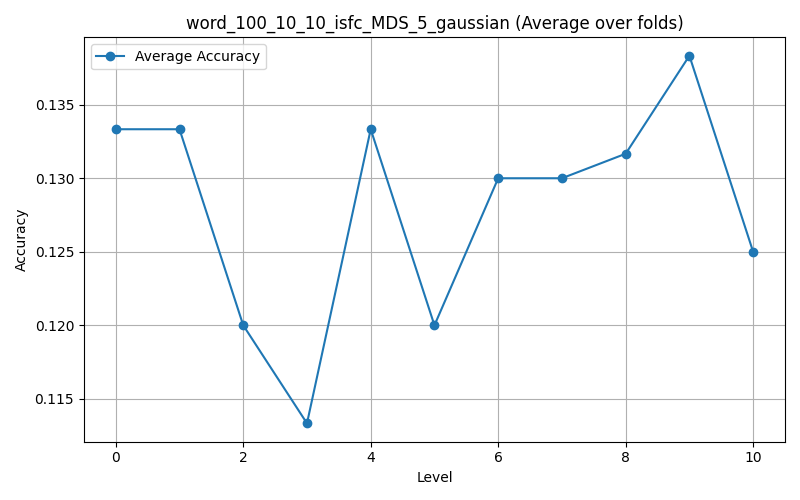 word_100_10_10_isfc_MDS_5_gaussian (Average over folds)
Average Accuracy
0.135
0.130
0.125
0.120
0.115
Accuracy
0 2 4 6 8 10
Level